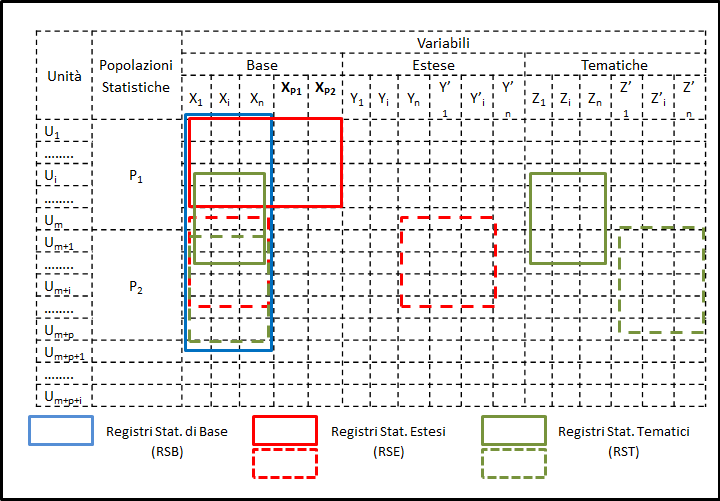 Variabili
Unità
Popolazioni
Statistiche
Base
Estese
Tematiche
X1 Xi Xn XP1 XP2 Y1 Yi Yn Y'1 Y'i Y'n Z1 Zi Zn Z'1 Z'i Z'n
U1
........
Ui
P1
........
Um
Um+1
........
Um+i
P2
........
Um+p
Um+p+1
........
Um+p+i
Registri Stat. di Base
(RSB)
Registri Stat. Estesi
(RSE)
Registri Stat. Tematici
(RST)